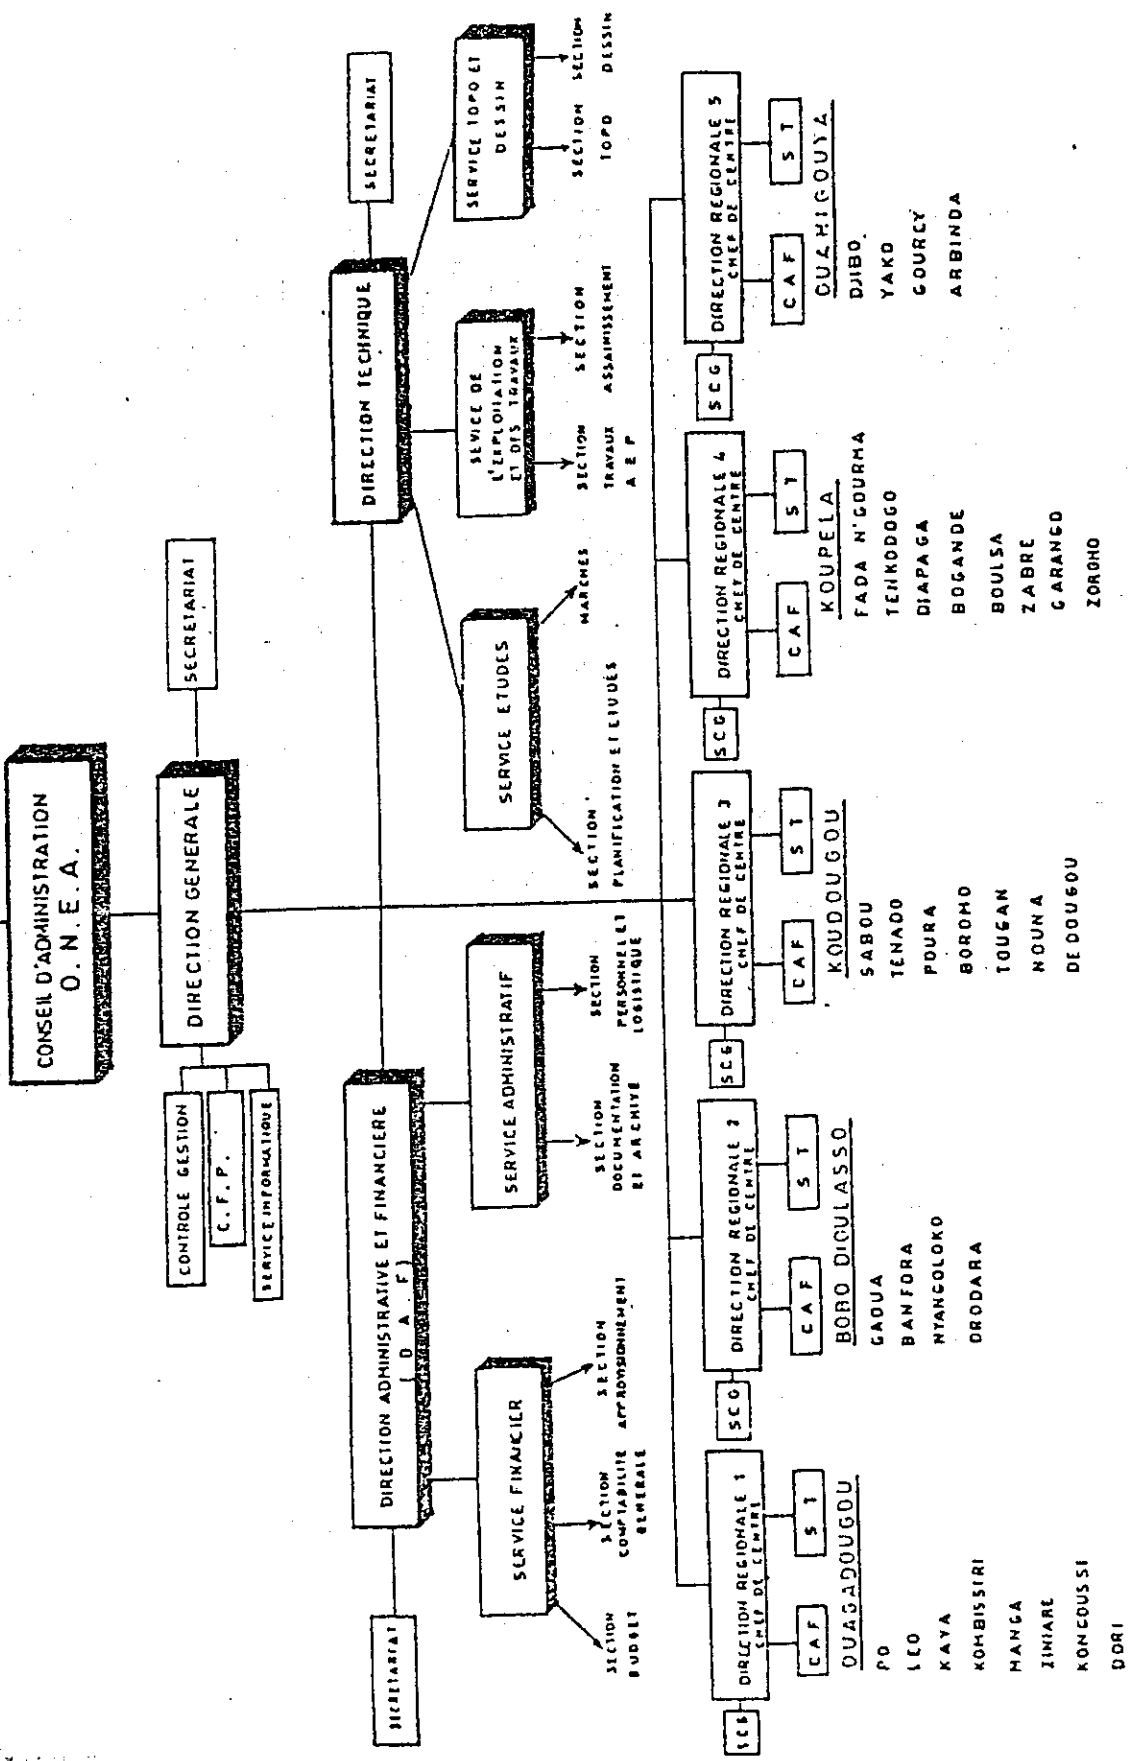 CONSEIL D'ADMINISTRATION
O. N. E. A.
DIRECTION GENERALE
SECRETARIAT
CONTROLE GESTION
C. F. P.
SERVICE INFORMATIQUE
DIRECTION ADMINISTRATIVE ET FINANCIERE
( D A F )
SECRETARIAT
DIRECTION TECHNIQUE
SECRETARIAT
SERVICE FINANCIER
SERVICE ADMINISTRATIF
SERVICE ETUDES
SEVICE DE
L'EXPLOITATION
ET DES TRAVAUX
SERVICE TOPO ET
DESSIN
SECTION
BUDGET
SECTION
COMPTABILITE
GENERALE
SECTION
APPROVISIONNEMENT
SECTION
DOCUMENTATION
ET ARCHIVE
SECTION
PERSONNEL ET
LOGISTIQUE
SECTION
PLANIFICATION ET ETUDES
MARCHES
SECTION
TRAVAUX
A E P
SECTION
ASSAINISSEMENT
SECTION
TOPO
SECTION
DESSIN
SCG
DIRECTION REGIONALE 1
CHEF DE CENTRE
CAF
S T
OUAGADOUGOU
PO
LEO
KAYA
KOMBISSIRI
MANGA
ZINIARE
KONGOUSSI
DORI
SCG
DIRECTION REGIONALE 2
CHEF DE CENTRE
CAF
S T
BOBO DIOULASSO
GAOUA
BANFORA
NYANGOLOKO
ORODARA
SCG
DIRECTION REGIONALE 3
CHEF DE CENTRE
CAF
S T
KOUDOUGOU
SABOU
TENADO
POURA
BOROMO
TOUGAN
NOUNA
DEDOUGOU
SCG
DIRECTION REGIONALE 4
CHEF DE CENTRE
CAF
S T
KOUPELA
FADA N'GOURMA
TENKODOGO
DIAPAGA
BOGANDE
BOULSA
ZABRE
GARANGO
ZORGHO
SCG
DIRECTION REGIONALE 5
CHEF DE CENTRE
CAF
S T
OUAHIGOUYA
DJIBO
YAKO
GOURCY
ARBINDA